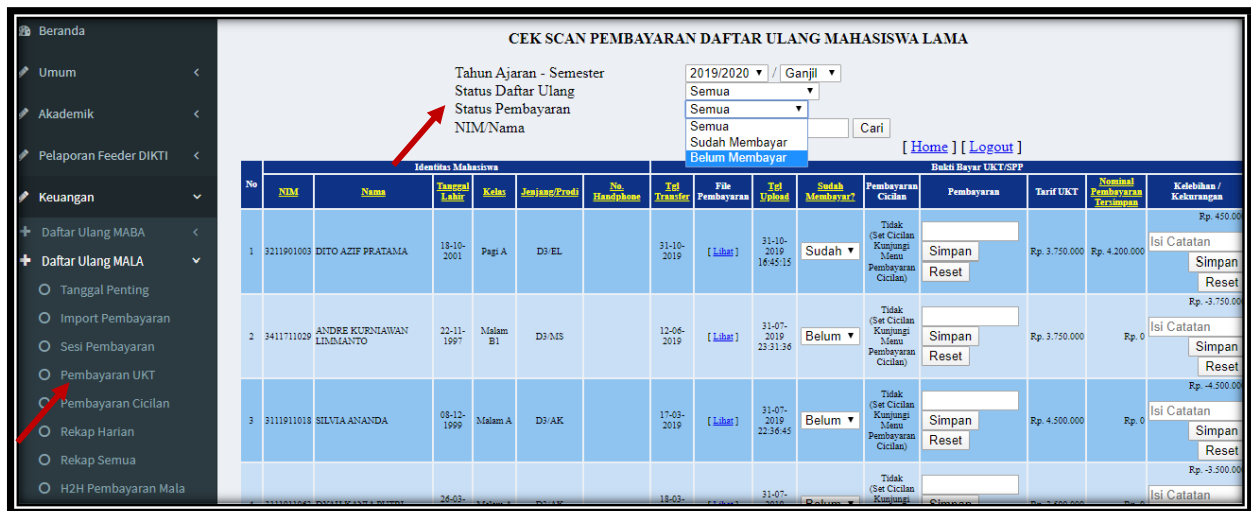 Beranda
Umum
Akademik
Pelaporan Feeder DIKTI
Keuangan
Daftar Ulang MABA
Daftar Ulang MALA
Tanggal Penting
Import Pembayaran
Sesi Pembayaran
Pembayaran UKT
Pembayaran Cicilan
Rekap Harian
Rekap Semua
H2H Pembayaran Mala
CEK SCAN PEMBAYARAN DAFTAR ULANG MAHASISWA LAMA
Tahun Ajaran - Semester 2019/2020 / Ganjil
Status Daftar Ulang Semua
Status Pembayaran Semua
Semua
Sudah Membayar
Belum Membayar
NIM/Nama Cari
[ Home ] [ Logout ]
Identitas Mahasiswa Bukti Bayar UKT/SPP
No NIM Nama Tanggal Lahir Kelas Jenjang/Prodi No. Handphone Tgl Transfer File Pembayaran Tgl Upload Sudah Membayar? Pembayaran Cicilan Pembayaran Tarif UKT Nominal Pembayaran Tersimpan Kelebihan / Kekurangan
1 3211901003 DITO AZIF PRATAMA 18-10-2001 Pagi A D3/EL 31-10-2019 [ Lihat ] 31-10-2019 16:45:15 Sudah Tidak (Set Cicilan Kunjungi Menu Pembayaran Cicilan) Simpan Reset Rp. 3.750.000 Rp. 4.200.000 Rp. 450.00 Isi Catatan Simpan Reset
2 3411711029 ANDRE KURNIAWAN LIMMANTO 22-11-1997 Malam B1 D3/MS 12-06-2019 [ Lihat ] 31-07-2019 23:31:36 Belum Tidak (Set Cicilan Kunjungi Menu Pembayaran Cicilan) Simpan Reset Rp. 3.750.000 Rp. 0 Rp. -3.750.00 Isi Catatan Simpan Reset
3 3111911018 SILVIA ANANDA 08-12-1999 Malam A D3/AK 17-03-2019 [ Lihat ] 31-07-2019 22:36:45 Belum Tidak (Set Cicilan Kunjungi Menu Pembayaran Cicilan) Simpan Reset Rp. 4.500.000 Rp. 0 Rp. -4.500.00 Isi Catatan Simpan Reset
26-03- 18-03- 31-07- Tidak (Set Cicilan Kunjungi Rp. -3.500.00 Isi Catatan